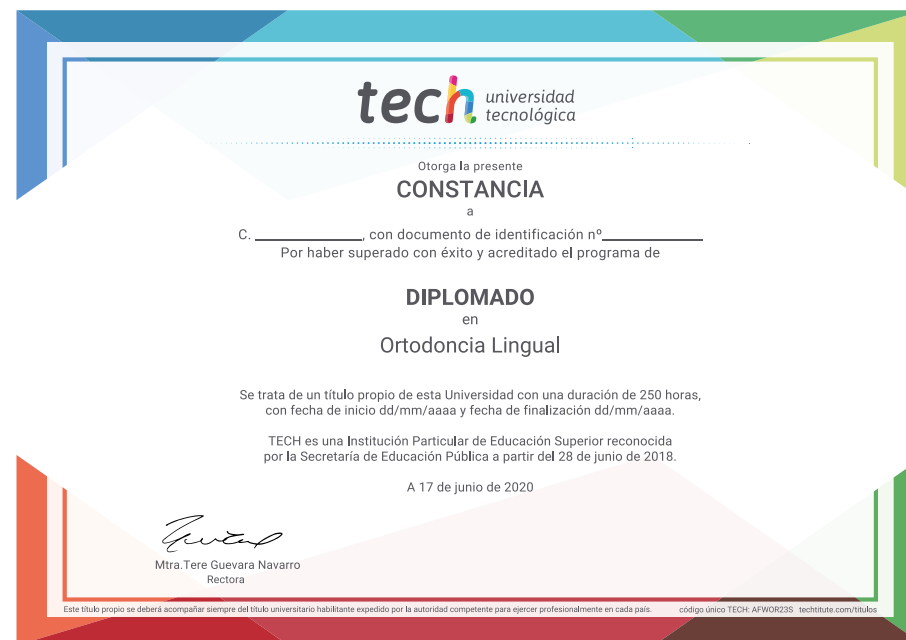 tech universidad
tecnológica
Otorga la presente
CONSTANCIA
a
C. ______________, con documento de identificación nº______________
Por haber superado con éxito y acreditado el programa de
DIPLOMADO
en
Ortodoncia Lingual
Se trata de un título propio de esta Universidad con una duración de 250 horas,
con fecha de inicio dd/mm/aaaa y fecha de finalización dd/mm/aaaa.
TECH es una Institución Particular de Educación Superior reconocida
por la Secretaría de Educación Pública a partir del 28 de junio de 2018.
A 17 de junio de 2020
Mtra.Tere Guevara Navarro
Rectora
Este título propio se deberá acompañar siempre del título universitario habilitante expedido por la autoridad competente para ejercer profesionalmente en cada país. código único TECH: AFWOR23S techtitute.com/titulos